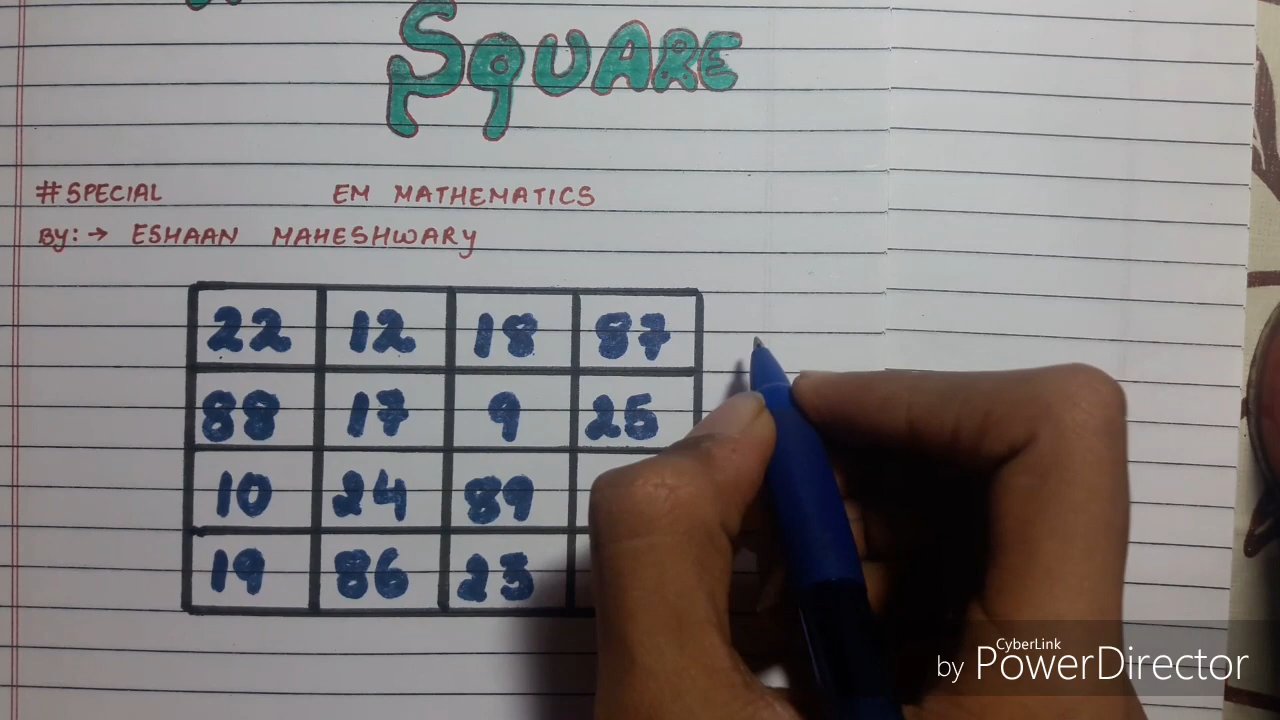 SQUARE
#SPECIAL EM MATHEMATICS
BY:→ ESHAAN MAHESHWARY
22 12 18 87
88 17 9 25
10 24 89
19 86 23
CyberLink
by PowerDirector